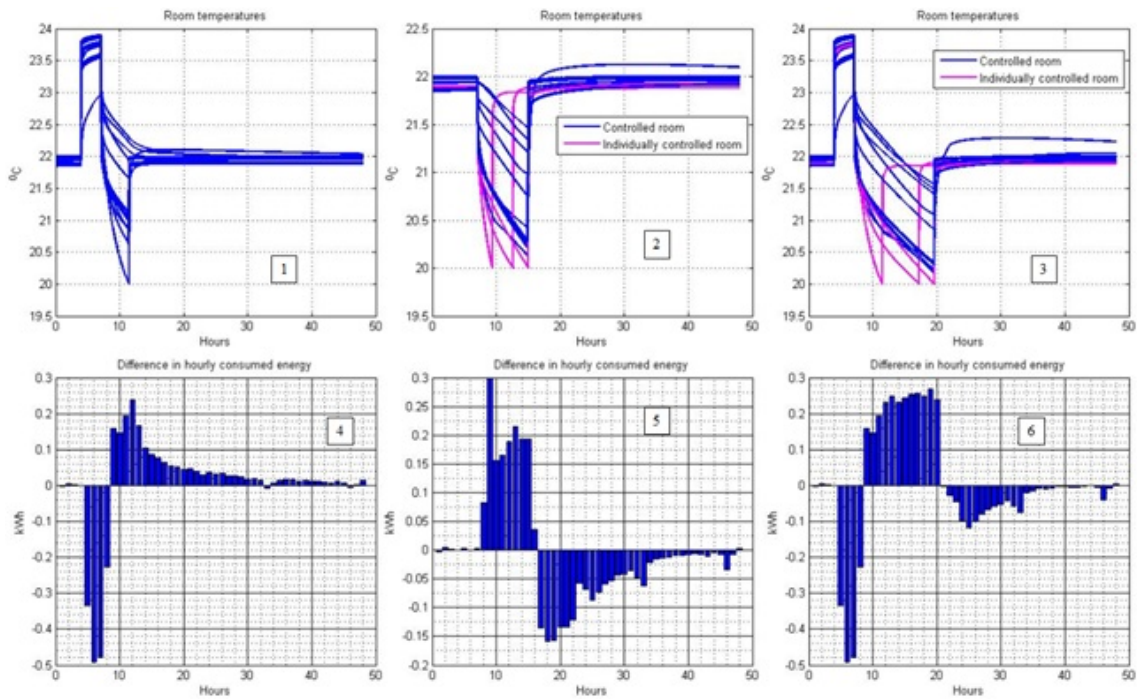 Room temperatures
24
23.5
23
22.5
22
21.5
21
20.5
20
19.5
⁰C
1
0 10 20 30 40 50
Hours
Room temperatures
22.5
22
21.5
21
20.5
20
19.5
⁰C
Controlled room
Individually controlled room
2
0 10 20 30 40 50
Hours
Room temperatures
24
23.5
23
22.5
22
21.5
21
20.5
20
19.5
⁰C
Controlled room
Individually controlled room
3
0 10 20 30 40 50
Hours
Difference in hourly consumed energy
0.3
0.2
0.1
0
-0.1
-0.2
-0.3
-0.4
-0.5
kWh
4
0 10 20 30 40 50
Hours
Difference in hourly consumed energy
0.3
0.25
0.2
0.15
0.1
0.05
0
-0.05
-0.1
-0.15
-0.2
kWh
5
0 10 20 30 40 50
Hours
Difference in hourly consumed energy
0.3
0.2
0.1
0
-0.1
-0.2
-0.3
-0.4
-0.5
kWh
6
0 10 20 30 40 50
Hours